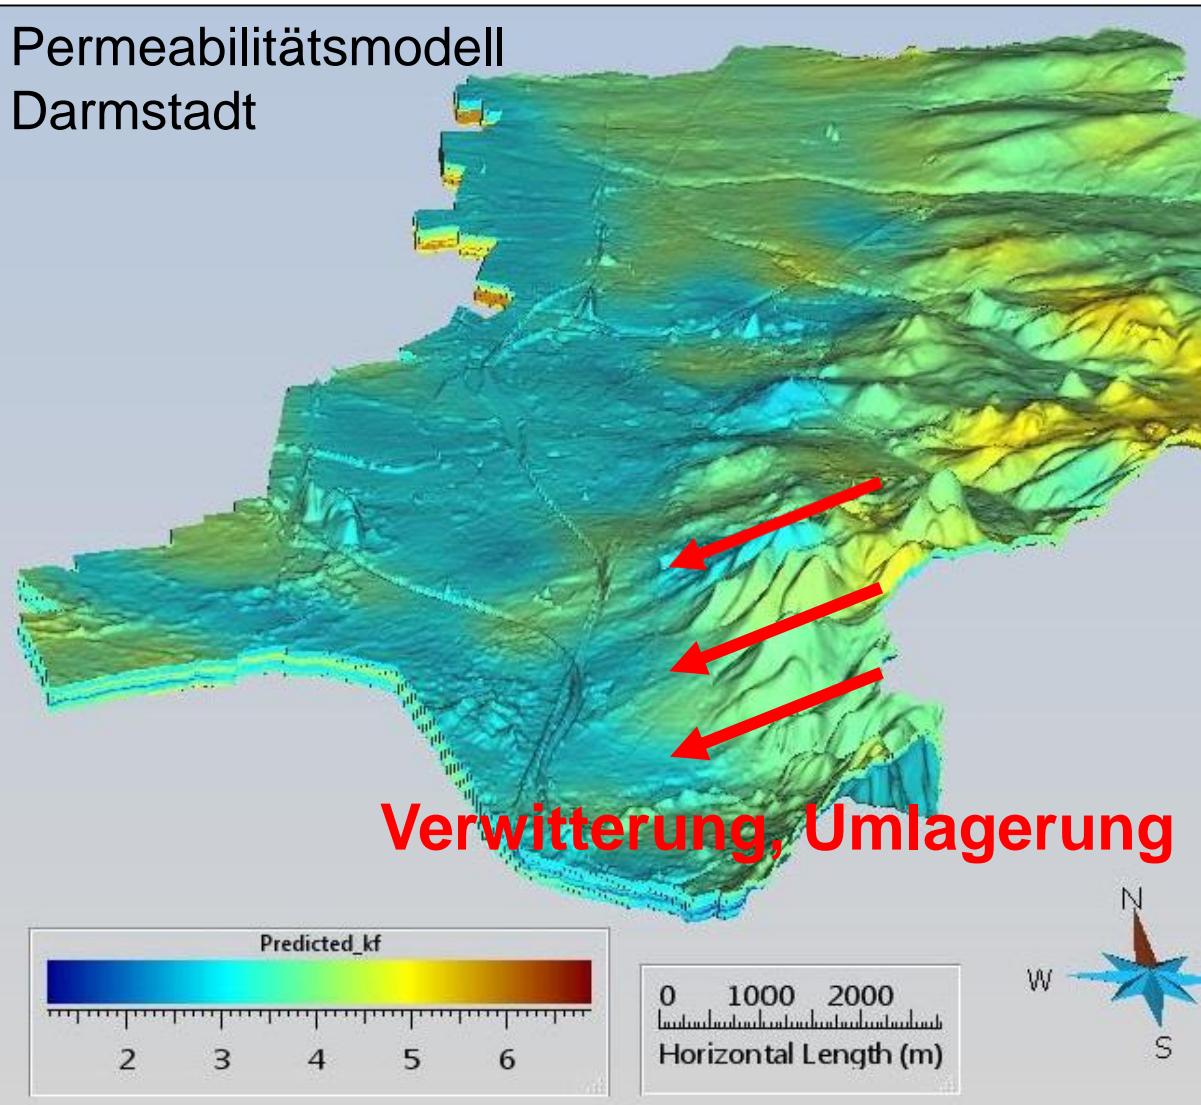 Permeabilitätsmodell
Darmstadt
Verwitterung, Umlagerung
Predicted_kf
2 3 4 5 6
0 1000 2000
Horizontal Length (m)
N
W
S